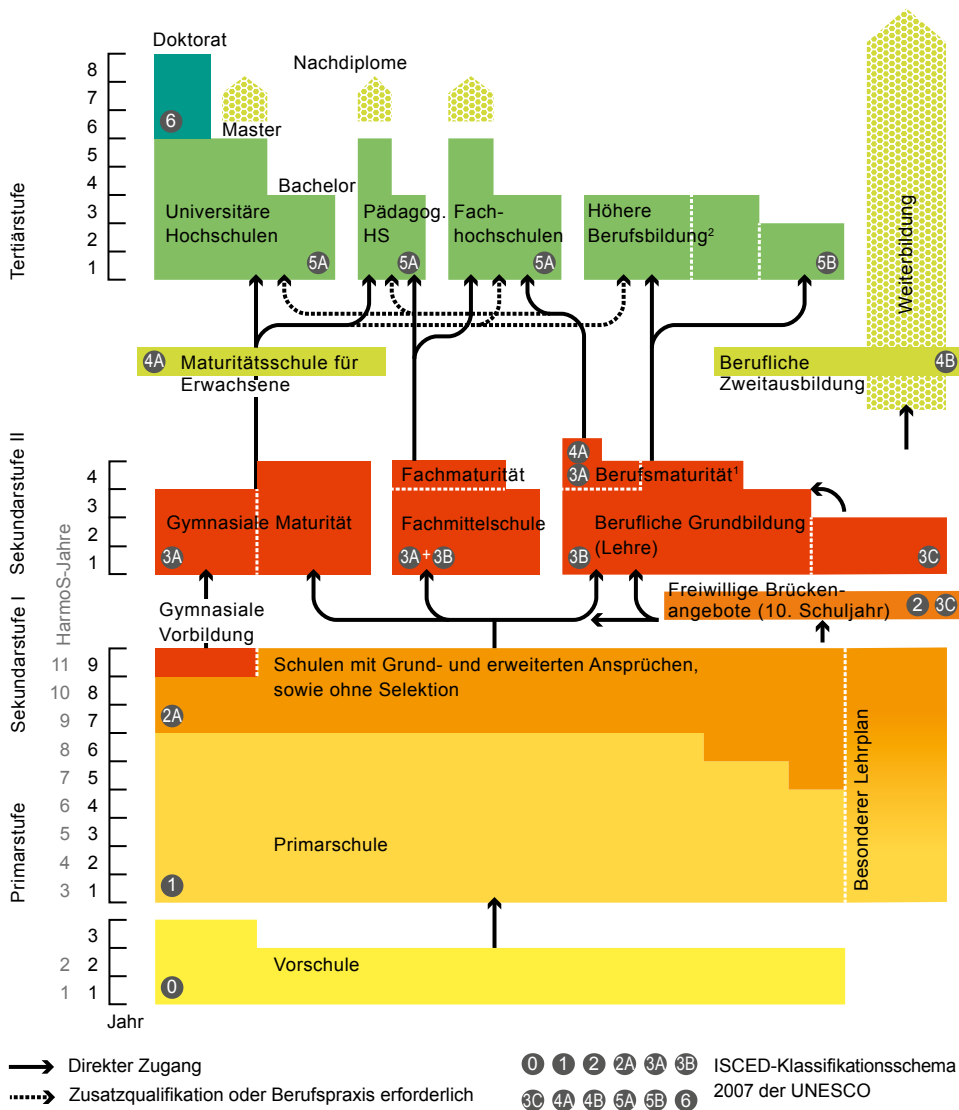 Doktorat
Nachdiplome
Master
Bachelor
8
7
6
5
4
3
2
1
Tertiärstufe
6
Universitäre
Hochschulen
5A
Pädagog.
HS
5A
Fach-
hochschulen
5A
Höhere
Berufsbildung²
5B
Weiterbildung
4A
Maturitätsschule für
Erwachsene
Berufliche
Zweitausbildung
4B
Sekundarstufe II
4
3
2
1
Gymnasiale Maturität
3A
Fachmaturität
Fachmittelschule
3A + 3B
4A
3A
Berufsmaturität¹
Berufliche Grundbildung
(Lehre)
3B
3C
Gymnasiale
Vorbildung
Freiwillige Brücken-
angebote (10. Schuljahr)
2
3C
HarmoS-Jahre
Sekundarstufe I
11 9
10 8
9 7
8 6
7 5
6 4
5 3
4 2
3 1
Schulen mit Grund- und erweiterten Ansprüchen,
sowie ohne Selektion
2A
Primarstufe
Primarschule
1
Besonderer Lehrplan
3
2 2
1 1
Vorschule
0
Jahr
Direkter Zugang
Zusatzqualifikation oder Berufspraxis erforderlich
0 1 2 2A 3A 3B
3C 4A 4B 5A 5B 6
ISCED-Klassifikationsschema
2007 der UNESCO